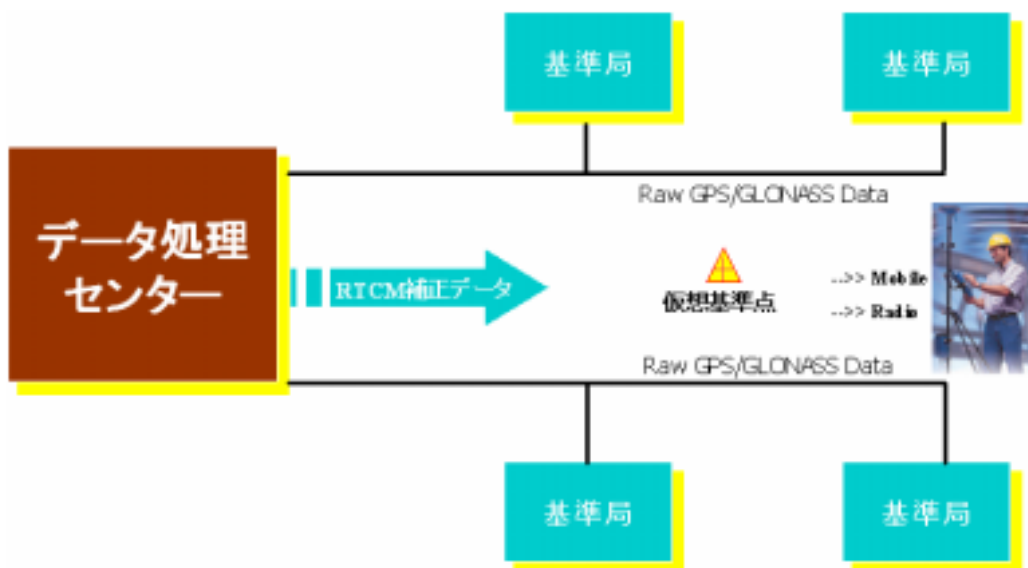 基準局
基準局
Raw GPS/GLONASS Data
データ処理
センター
RTCM補正データ
仮想基準点
-->> Mobile
-->> Radio
Raw GPS/GLONASS Data
基準局
基準局